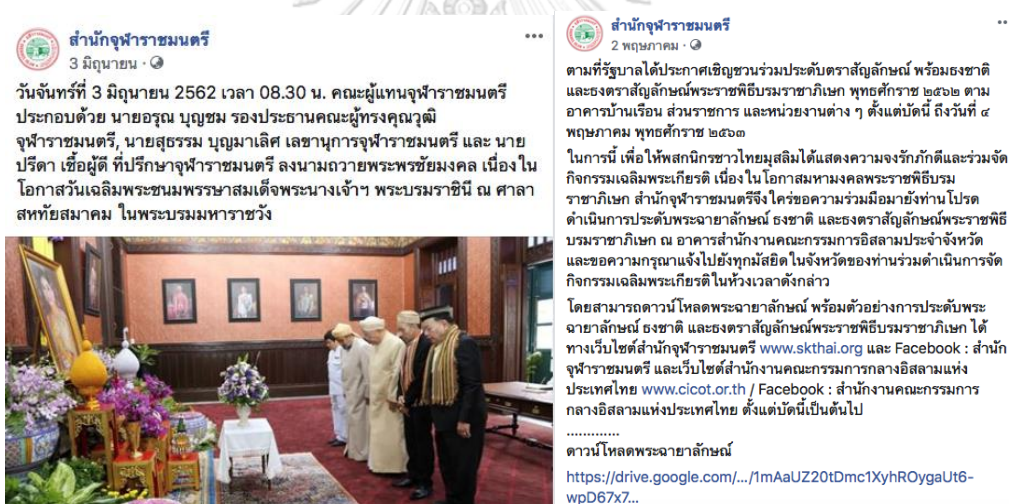 สำนักจุฬาราชมนตรี
3 มิถุนายน
วันจันทร์ที่ 3 มิถุนายน 2562 เวลา 08.30 น. คณะผู้แทนจุฬาราชมนตรี
ประกอบด้วย นายอรุณ บุญชม รองประธานคณะผู้ทรงคุณวุฒิ
จุฬาราชมนตรี, นายสุธรรม บุญมาเลิศ เลขานุการจุฬาราชมนตรี และ นาย
ปรีดา เชื้อผู้ดี ที่ปรึกษาจุฬาราชมนตรี ลงนามถวายพระพรชัยมงคล เนื่องใน
โอกาสวันเฉลิมพระชนมพรรษาสมเด็จพระนางเจ้าฯ พระบรมราชินี ณ ศาลา
สหทัยสมาคม ในพระบรมมหาราชวัง
สำนักจุฬาราชมนตรี
2 พฤษภาคม
ตามที่รัฐบาลได้ประกาศเชิญชวนร่วมประดับตราสัญลักษณ์ พร้อมธงชาติ
และธงตราสัญลักษณ์พระราชพิธีบรมราชาภิเษก พุทธศักราช ๒๕๖๒ ตาม
อาคารบ้านเรือน ส่วนราชการ และหน่วยงานต่าง ๆ ตั้งแต่บัดนี้ ถึงวันที่ ๔
พฤษภาคม พุทธศักราช ๒๕๖๓
ในการนี้ เพื่อให้พสกนิกรชาวไทยมุสลิมได้แสดงความจงรักภักดีและร่วมจัด
กิจกรรมเฉลิมพระเกียรติ เนื่องในโอกาสมหามงคลพระราชพิธีบรม
ราชาภิเษก สำนักจุฬาราชมนตรีจึงใคร่ขอความร่วมมือมายังท่านโปรด
ดำเนินการประดับพระฉายาลักษณ์ ธงชาติ และธงตราสัญลักษณ์พระราชพิธี
บรมราชาภิเษก ณ อาคารสำนักงานคณะกรรมการอิสลามประจำจังหวัด
และขอความกรุณาแจ้งไปยังทุกมัสยิดในจังหวัดของท่านร่วมดำเนินการจัด
กิจกรรมเฉลิมพระเกียรติในห้วงเวลาดังกล่าว
โดยสามารถดาวน์โหลดพระฉายาลักษณ์ พร้อมตัวอย่างการประดับพระ
ฉายาลักษณ์ ธงชาติ และธงตราสัญลักษณ์พระราชพิธีบรมราชาภิเษก ได้
ทางเว็บไซต์สำนักจุฬาราชมนตรี www.skthai.org และ Facebook : สำนัก
จุฬาราชมนตรี และเว็บไซต์สำนักงานคณะกรรมการกลางอิสลามแห่ง
ประเทศไทย www.cicot.or.th / Facebook : สำนักงานคณะกรรมการ
กลางอิสลามแห่งประเทศไทย ตั้งแต่บัดนี้เป็นต้นไป
.............
ดาวน์โหลดพระฉายาลักษณ์
https://drive.google.com/.../1mAaUZ20tDmc1XyhROygaUt6-
wpD67x7...